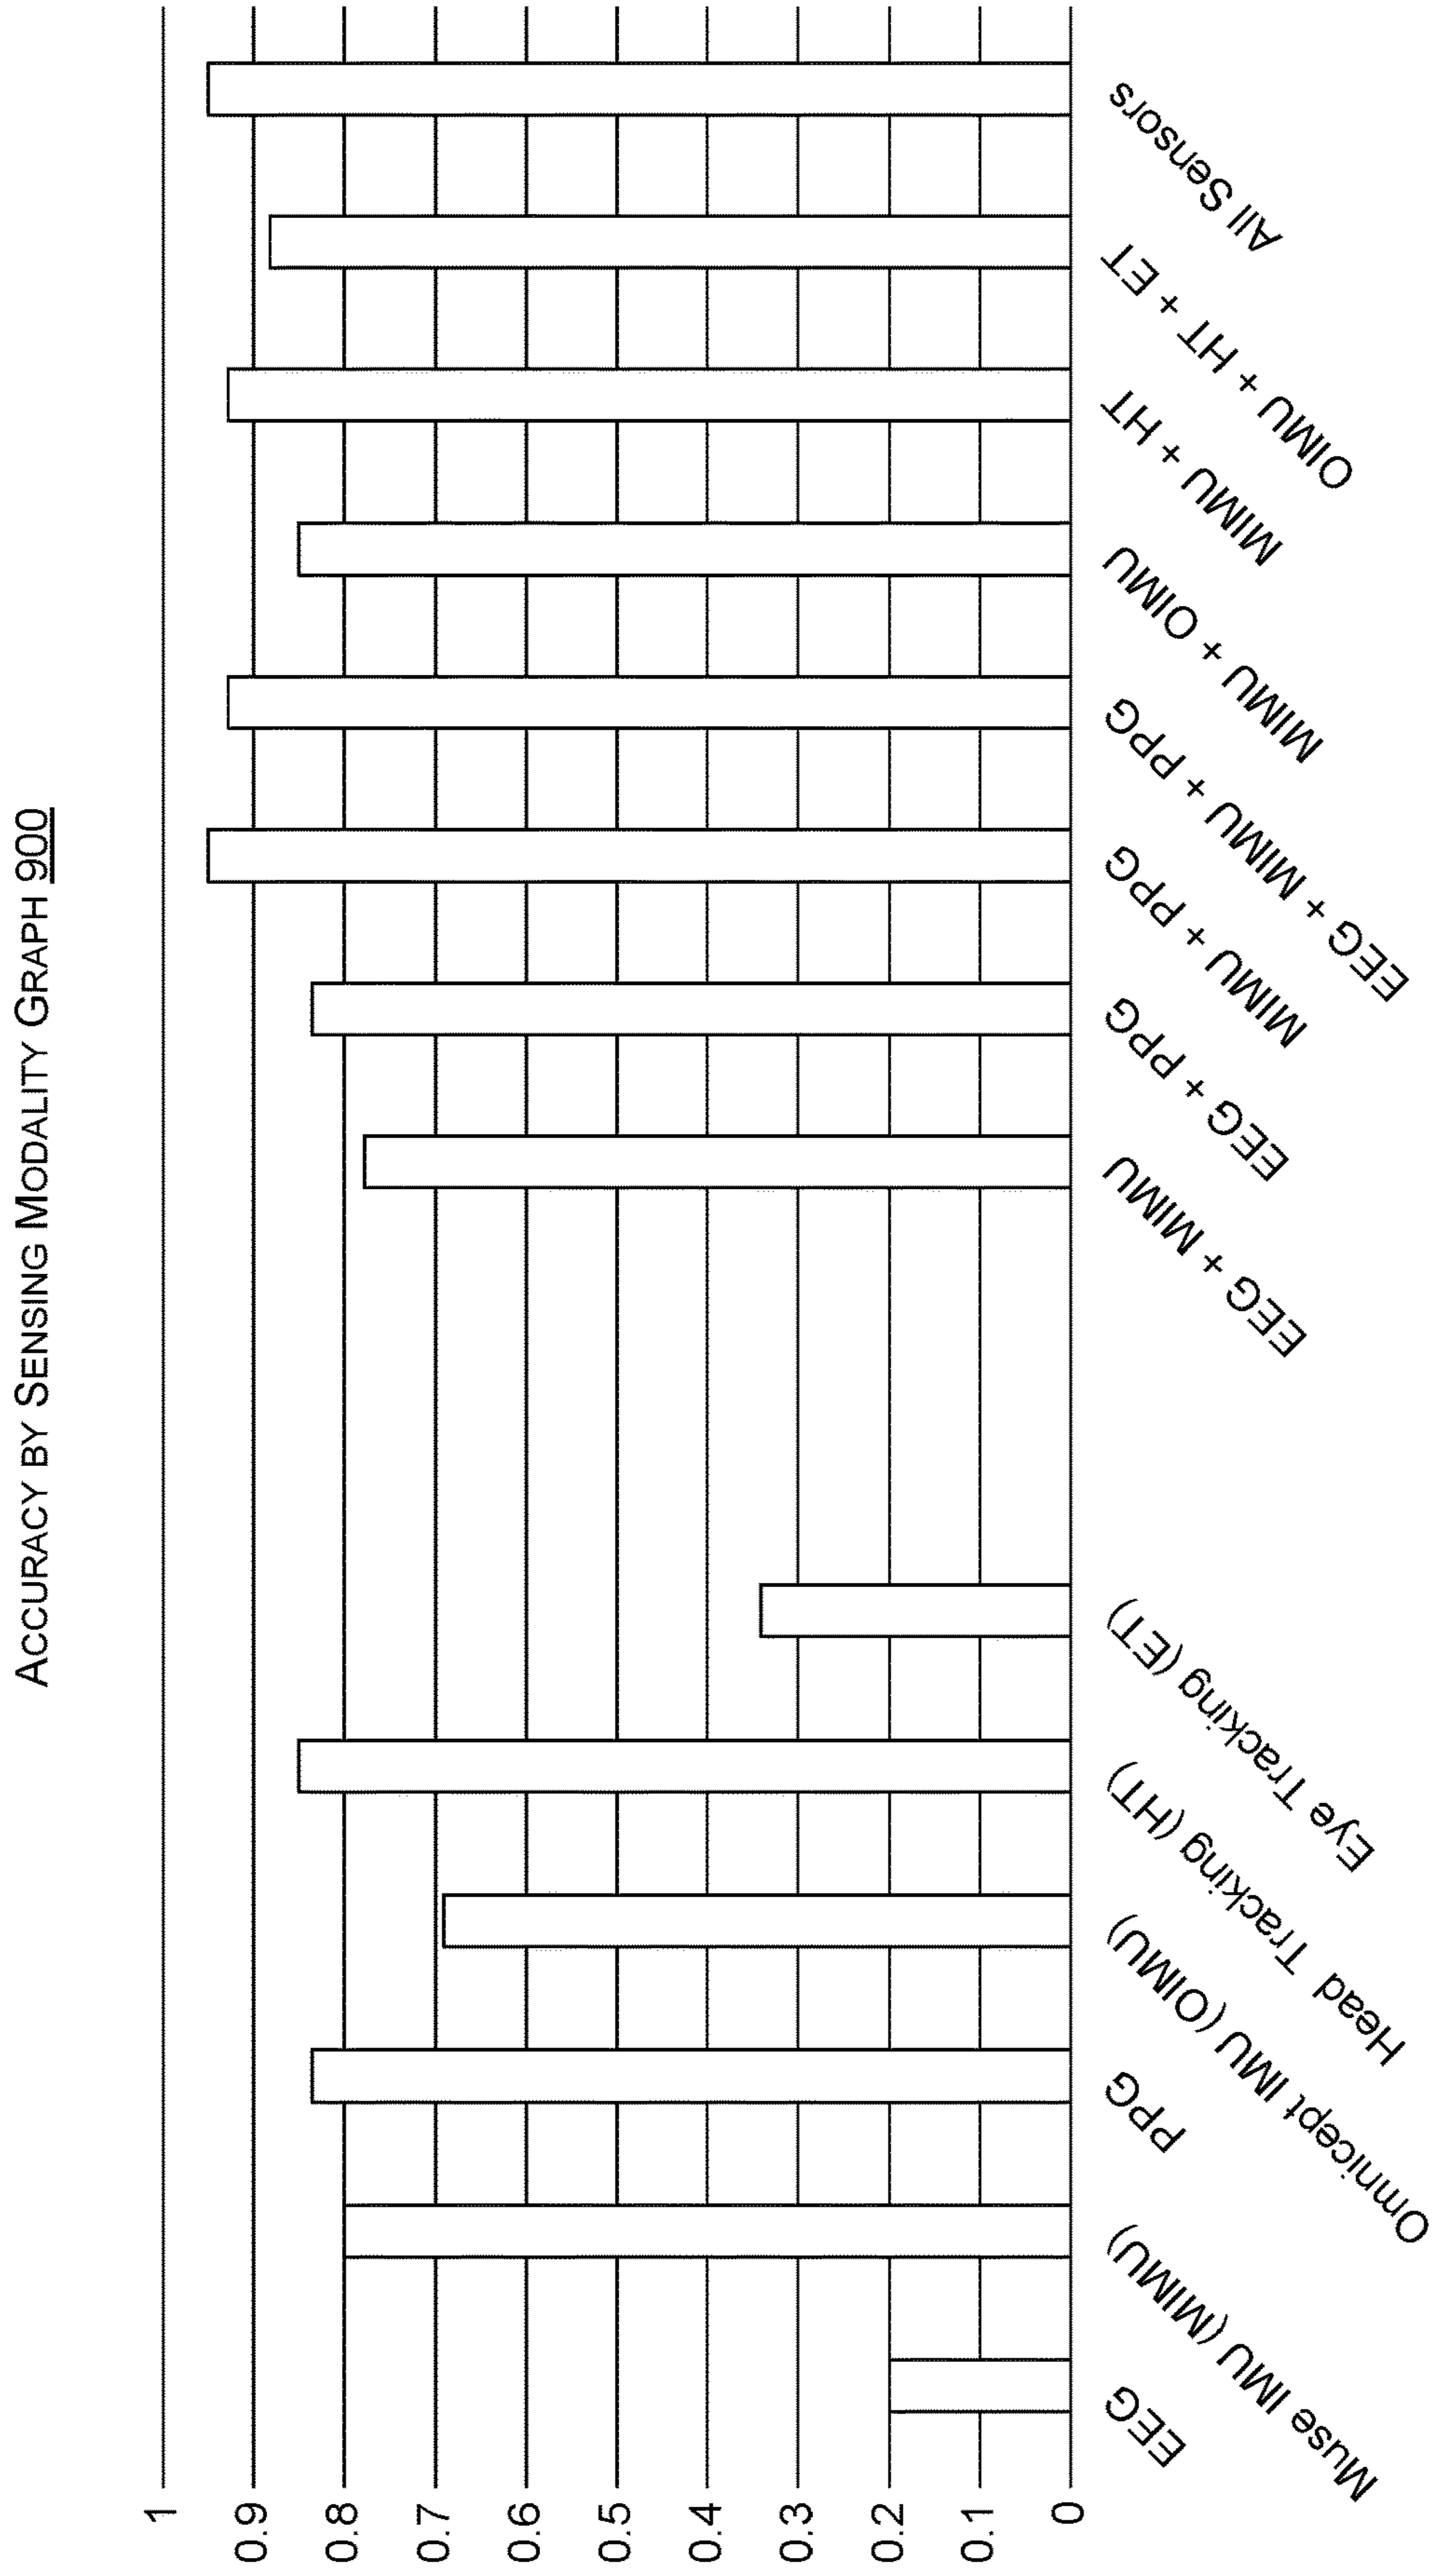 ACCURACY BY SENSING MODALITY GRAPH 900
1
0.9
0.8
0.7
0.6
0.5
0.4
0.3
0.2
0.1
0
EEG
Muse IMU (MIMU)
PPG
Omnicept IMU (OIMU)
Head Tracking (HT)
Eye Tracking (ET)
EEG + MIMU
EEG + PPG
MIMU + PPG
EEG + MIMU + PPG
MIMU + OIMU
MIMU + HT
OIMU + HT + ET
All Sensors